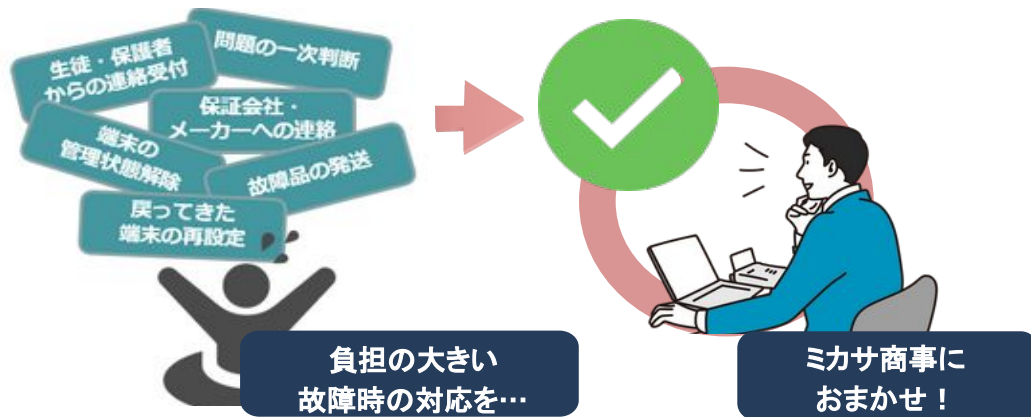 生徒・保護者
からの連絡受付
問題の一次判断
保証会社・
メーカーへの連絡
端末の
管理状態解除
故障品の発送
戻ってきた
端末の再設定
負担の大きい
故障時の対応を…
ミカサ商事に
おまかせ！